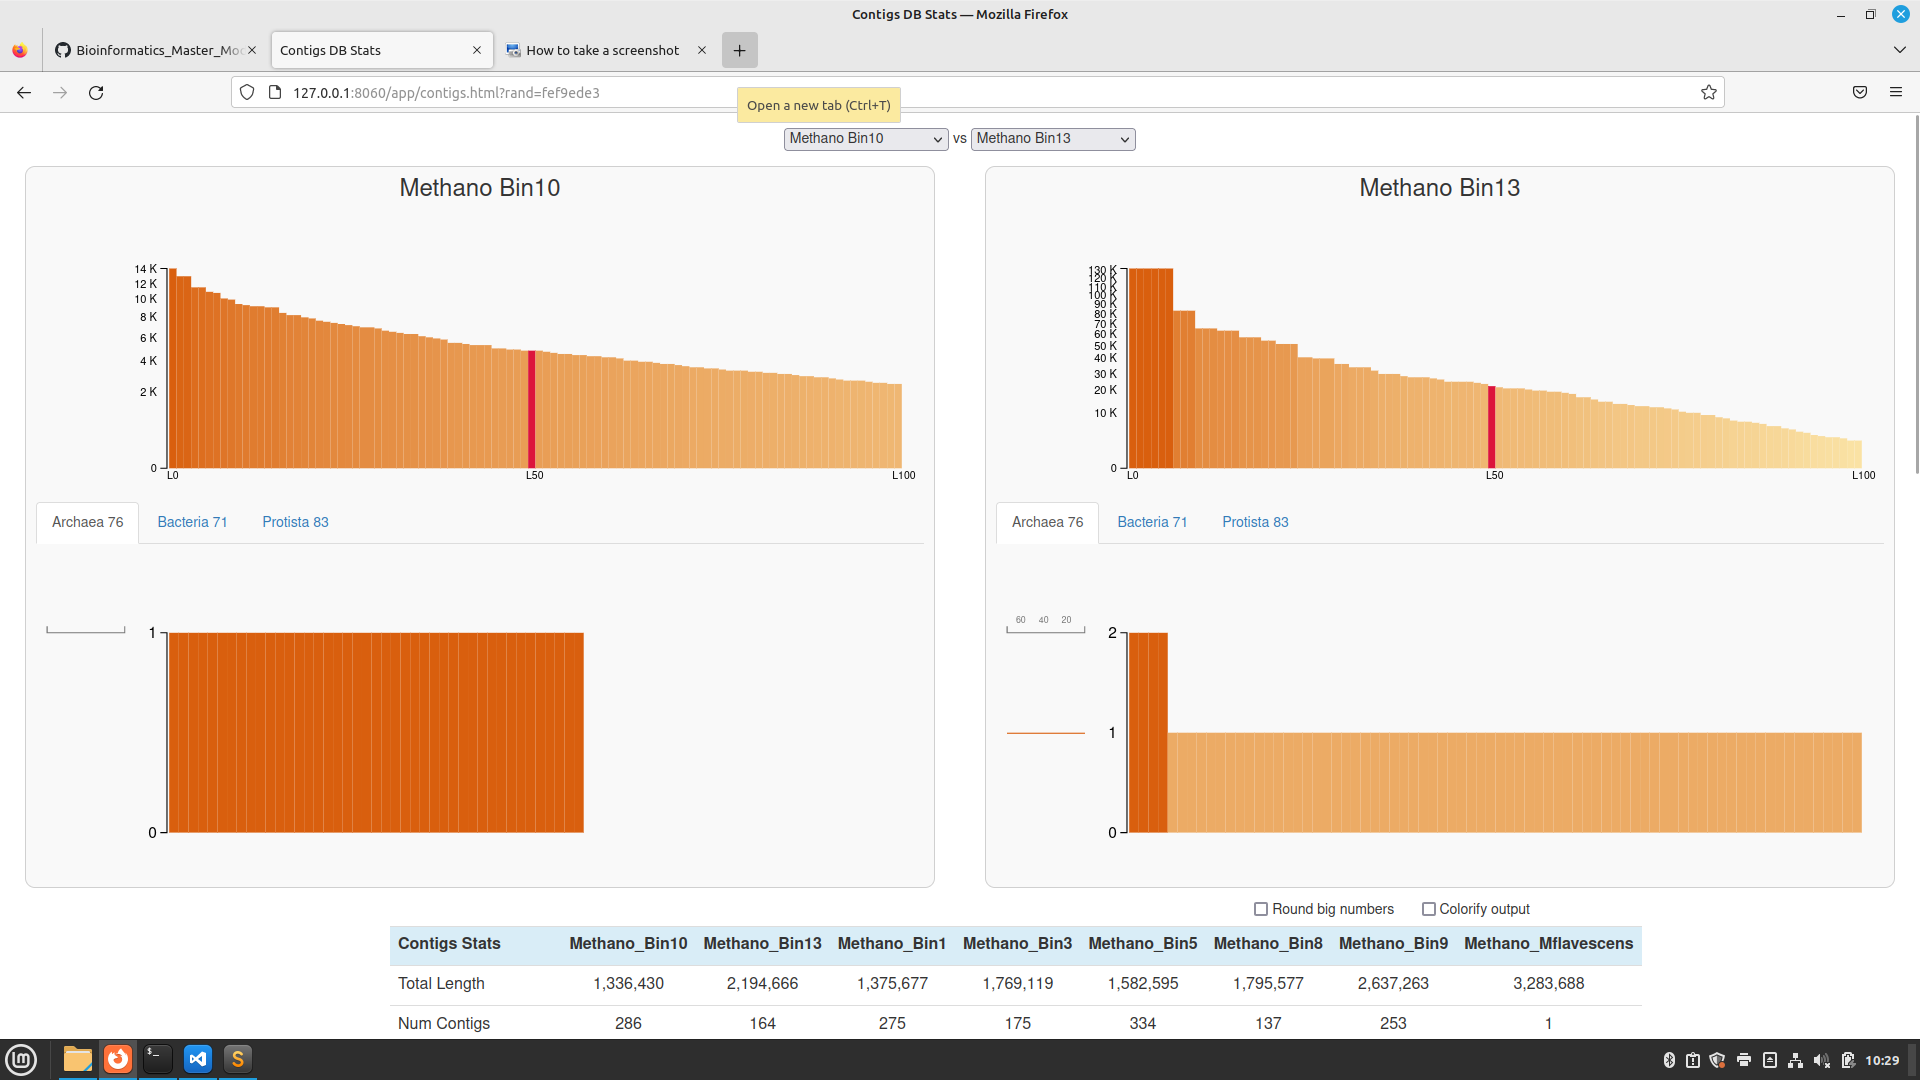 Contigs DB Stats — Mozilla Firefox
Bioinformatics_Master_Moc
Contigs DB Stats
How to take a screenshot
127.0.0.1:8060/app/contigs.html?rand=fef9ede3
Open a new tab (Ctrl+T)
Methano Bin10 vs Methano Bin13
Methano Bin10
14 K
12 K
10 K
8 K
6 K
4 K
2 K
0
L0 L50 L100
Archaea 76 Bacteria 71 Protista 83
1
0
Methano Bin13
130 K
120 K
110 K
100 K
90 K
80 K
70 K
60 K
50 K
40 K
30 K
20 K
10 K
0
L0 L50 L100
Archaea 76 Bacteria 71 Protista 83
60 40 20
2
1
0
Round big numbers Colorify output
Contigs Stats Methano_Bin10 Methano_Bin13 Methano_Bin1 Methano_Bin3 Methano_Bin5 Methano_Bin8 Methano_Bin9 Methano_Mflavescens
Total Length 1,336,430 2,194,666 1,375,677 1,769,119 1,582,595 1,795,577 2,637,263 3,283,688
Num Contigs 286 164 275 175 334 137 253 1
10:29